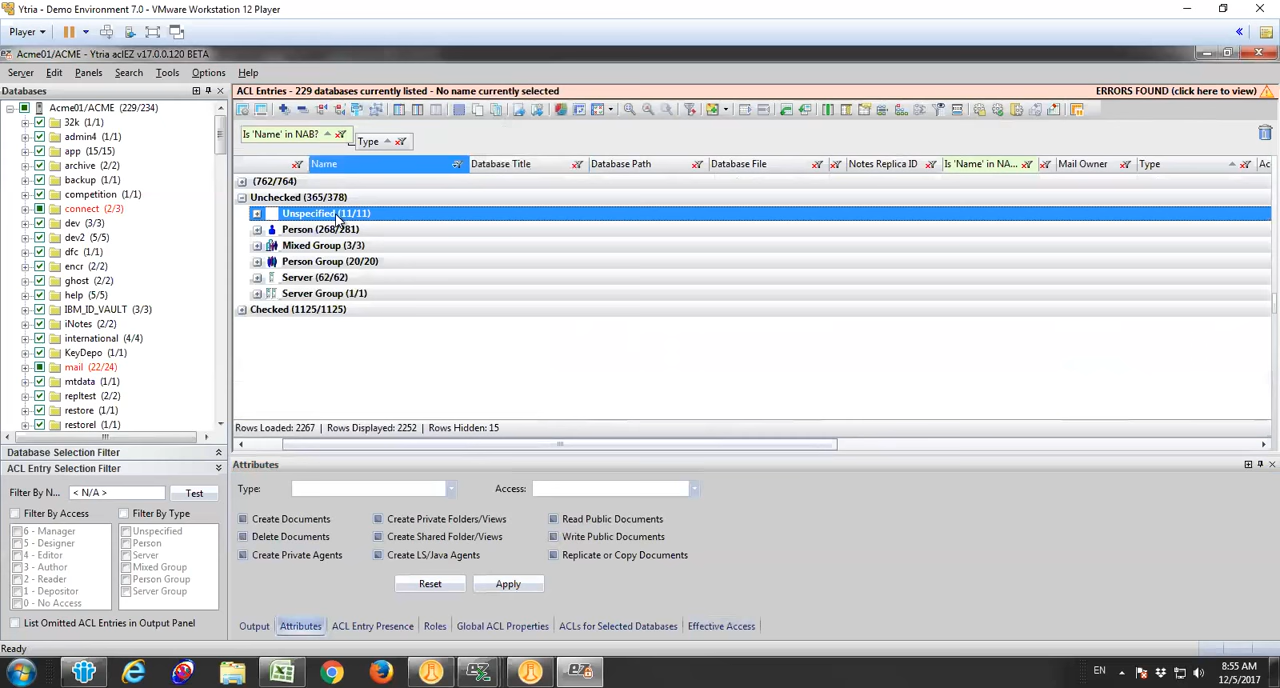 Ytria - Demo Environment 7.0 - VMware Workstation 12 Player
Player
Acme01/ACME - Ytria aclEZ v17.0.0.120 BETA
Server Edit Panels Search Tools Options Help
Databases
Acme01/ACME (229/234)
32k (1/1)
admin4 (1/1)
app (15/15)
archive (2/2)
backup (1/1)
competition (1/1)
connect (2/3)
dev (3/3)
dev2 (5/5)
dfc (1/1)
encr (2/2)
ghost (2/2)
help (5/5)
IBM_ID_VAULT (3/3)
iNotes (2/2)
international (4/4)
KeyDepo (1/1)
mail (22/24)
mtdata (1/1)
repltest (2/2)
restore (1/1)
restorel (1/1)
Database Selection Filter
ACL Entry Selection Filter
Filter By N... < N/A > Test
Filter By Access Filter By Type
6 - Manager
5 - Designer
4 - Editor
3 - Author
2 - Reader
1 - Depositor
0 - No Access
Unspecified
Person
Server
Mixed Group
Person Group
Server Group
List Omitted ACL Entries in Output Panel
ACL Entries - 229 databases currently listed - No name currently selected
ERRORS FOUND (click here to view)
Is 'Name' in NAB?
Type
Name Database Title Database Path Database File Notes Replica ID Is 'Name' in NA... Mail Owner Type Ac
(762/764)
Unchecked (365/378)
Unspecified (11/11)
Person (268/281)
Mixed Group (3/3)
Person Group (20/20)
Server (62/62)
Server Group (1/1)
Checked (1125/1125)
Rows Loaded: 2267 | Rows Displayed: 2252 | Rows Hidden: 15
Attributes
Type: Access:
Create Documents Create Private Folders/Views Read Public Documents
Delete Documents Create Shared Folder/Views Write Public Documents
Create Private Agents Create LS/Java Agents Replicate or Copy Documents
Reset Apply
Output Attributes ACL Entry Presence Roles Global ACL Properties ACLs for Selected Databases Effective Access
Ready
EN
8:55 AM
12/5/2017